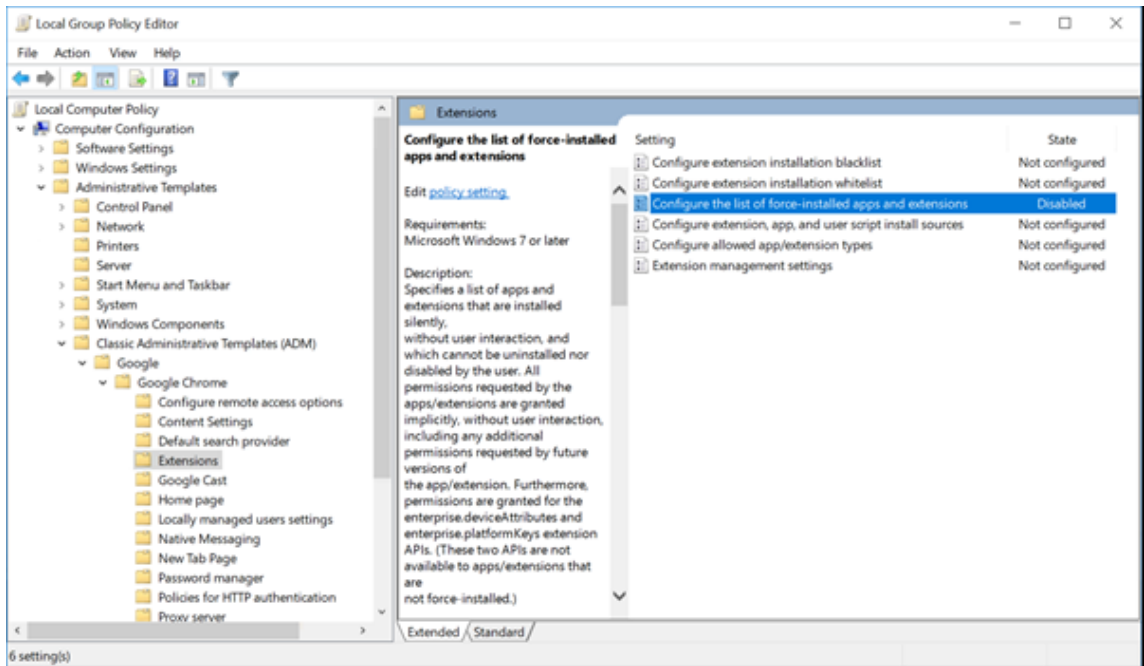 Local Group Policy Editor
File Action View Help
Local Computer Policy
Computer Configuration
Software Settings
Windows Settings
Administrative Templates
Control Panel
Network
Printers
Server
Start Menu and Taskbar
System
Windows Components
Classic Administrative Templates (ADM)
Google
Google Chrome
Configure remote access options
Content Settings
Default search provider
Extensions
Google Cast
Home page
Locally managed users settings
Native Messaging
New Tab Page
Password manager
Policies for HTTP authentication
Proxy server
Extensions
Configure the list of force-installed
apps and extensions
Edit policy setting.
Requirements:
Microsoft Windows 7 or later
Description:
Specifies a list of apps and
extensions that are installed
silently,
without user interaction, and
which cannot be uninstalled nor
disabled by the user. All
permissions requested by the
apps/extensions are granted
implicitly, without user interaction,
including any additional
permissions requested by future
versions of
the app/extension. Furthermore,
permissions are granted for the
enterprise.deviceAttributes and
enterprise.platformKeys extension
APIs. (These two APIs are not
available to apps/extensions that
are
not force-installed.)
Setting State
Configure extension installation blacklist Not configured
Configure extension installation whitelist Not configured
Configure the list of force-installed apps and extensions Disabled
Configure extension, app, and user script install sources Not configured
Configure allowed app/extension types Not configured
Extension management settings Not configured
Extended Standard
6 setting(s)